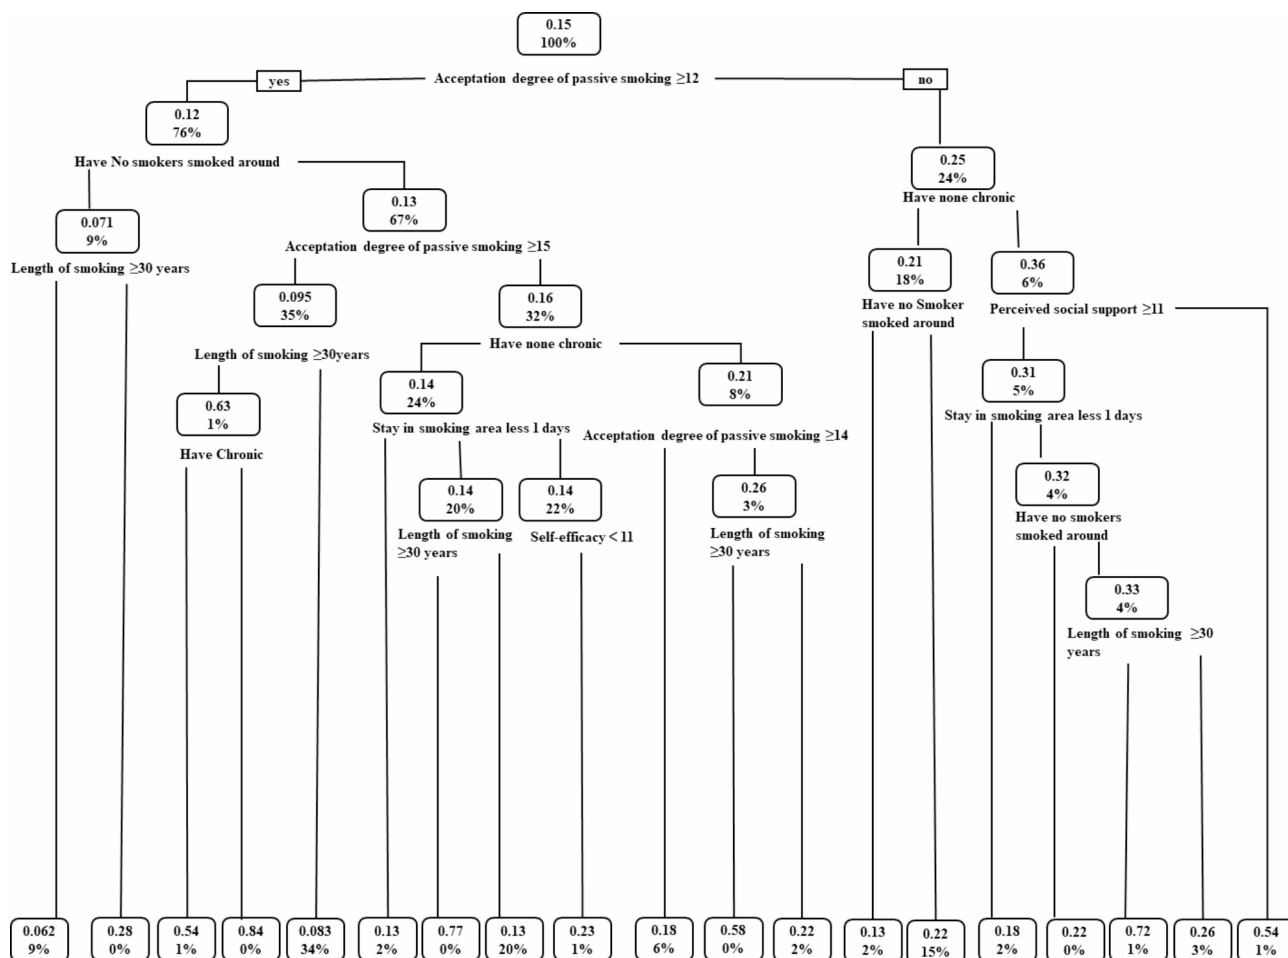 0.15
100%
yes
Acceptation degree of passive smoking ≥12
no
0.12
76%
Have No smokers smoked around
0.25
24%
Have none chronic
0.13
67%
0.071
9%
Acceptation degree of passive smoking ≥15
Length of smoking ≥30 years
0.21
18%
0.36
6%
0.095
35%
0.16
32%
Have no Smoker
smoked around
Perceived social support ≥11
Have none chronic
Length of smoking ≥30years
0.14
24%
0.21
8%
0.31
5%
0.63
1%
Stay in smoking area less 1 days
Acceptation degree of passive smoking ≥14
Stay in smoking area less 1 days
Have Chronic
0.14
20%
0.14
22%
0.26
3%
0.32
4%
Length of smoking
≥30 years
Self-efficacy < 11
Length of smoking
≥30 years
Have no smokers
smoked around
0.33
4%
Length of smoking ≥30
years
0.062
9%
0.28
0%
0.54
1%
0.84
0%
0.083
34%
0.13
2%
0.77
0%
0.13
20%
0.23
1%
0.18
6%
0.58
0%
0.22
2%
0.13
2%
0.22
15%
0.18
2%
0.22
0%
0.72
1%
0.26
3%
0.54
1%